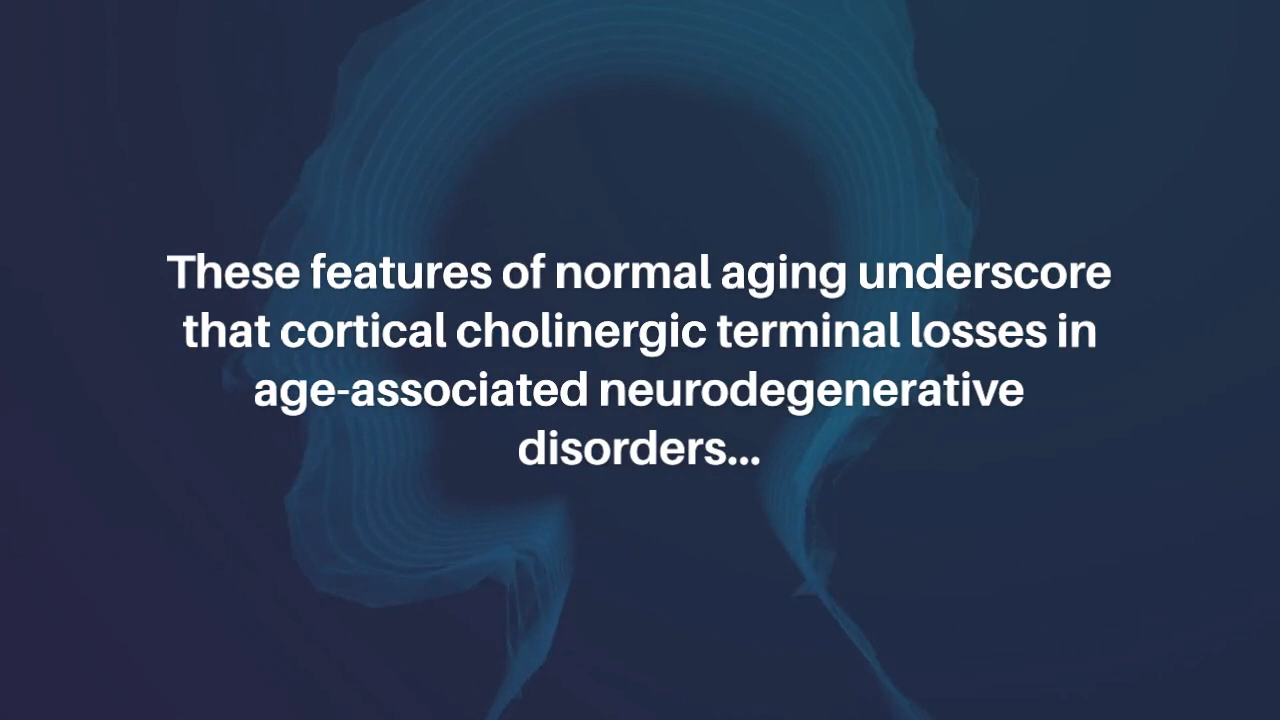 These features of normal aging underscore
that cortical cholinergic terminal losses in
age-associated neurodegenerative
disorders...